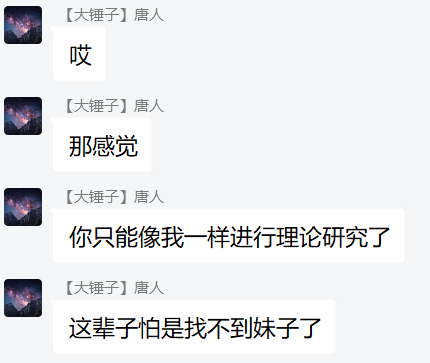 【大锤子】唐人
哎
【大锤子】唐人
那感觉
【大锤子】唐人
你只能像我一样进行理论研究了
【大锤子】唐人
这辈子怕是找不到妹子了